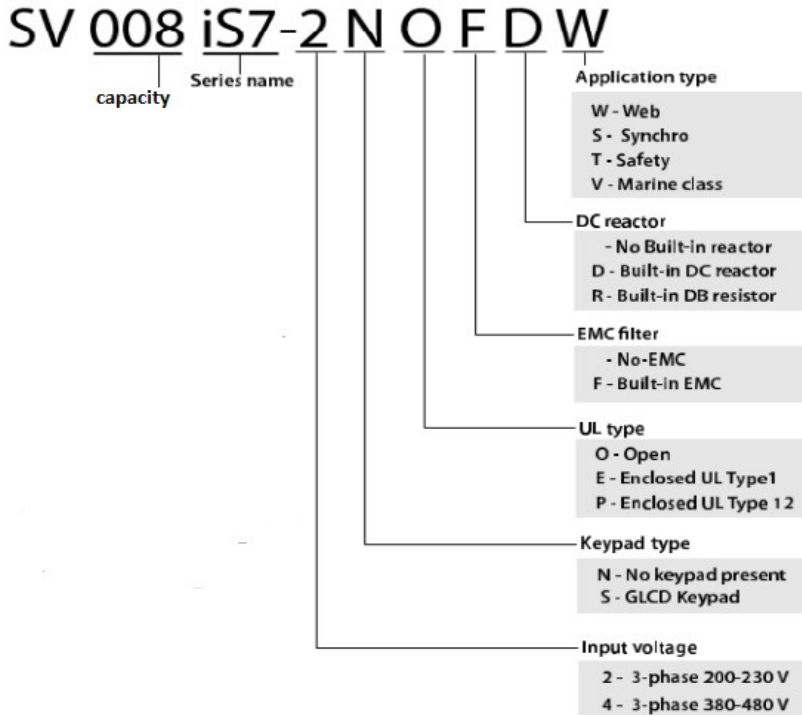 SV 008 iS7-2 N O F D W
Series name
capacity
Application type
W - Web
S - Synchro
T - Safety
V - Marine class
DC reactor
- No Built-in reactor
D - Built-in DC reactor
R - Built-in DB resistor
EMC filter
- No-EMC
F - Built-in EMC
UL type
O - Open
E - Enclosed UL Type1
P - Enclosed UL Type 12
Keypad type
N - No keypad present
S - GLCD Keypad
Input voltage
2 - 3-phase 200-230 V
4 - 3-phase 380-480 V